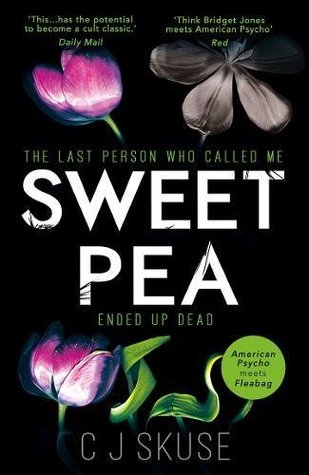 'This...has the potential
to become a cult classic.'
Daily Mail
'Think Bridget Jones
meets American Psycho'
Red
THE LAST PERSON WHO CALLED ME
SWEET
PEA
ENDED UP DEAD
American
Psycho
meets
Fleabag
C J SKUSE